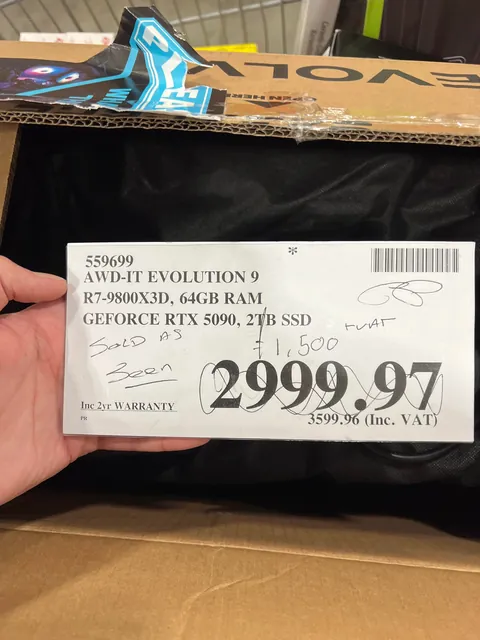 EVOLV
559699
*
AWD-IT EVOLUTION 9
R7-9800X3D, 64GB RAM
GEFORCE RTX 5090, 2TB SSD
SOLD AS
Seen
£1,500
+VAT
2999.97
Inc 2yr WARRANTY
3599.96 (Inc. VAT)
PR